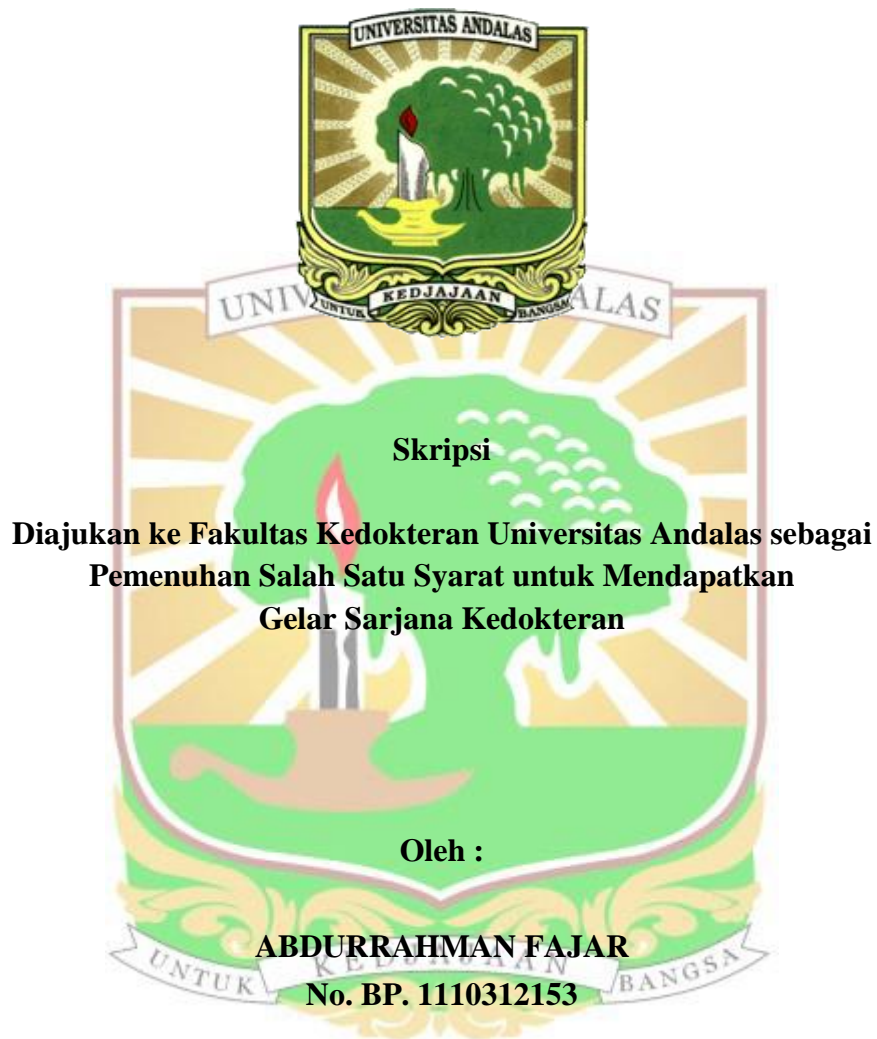 UNIVERSITAS ANDALAS
UNTUK KEDJAJAAN BANGSA
UNIV ALAS
Skripsi
Diajukan ke Fakultas Kedokteran Universitas Andalas sebagai
Pemenuhan Salah Satu Syarat untuk Mendapatkan
Gelar Sarjana Kedokteran
Oleh :
ABDURRAHMAN FAJAR
No. BP. 1110312153
UNTUK KEDJAJAAN BANGSA